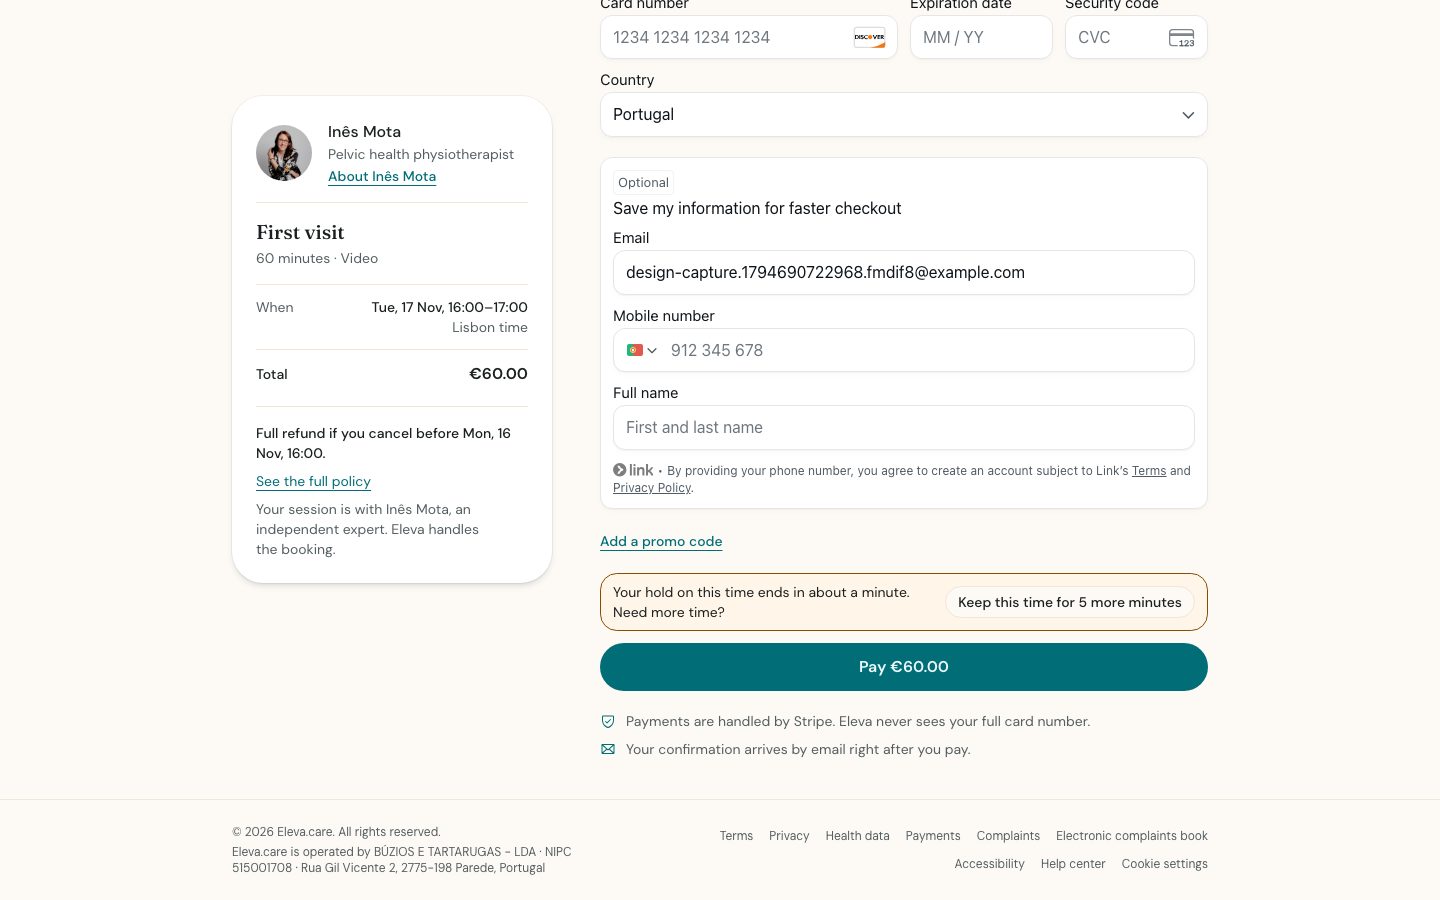 Card number
Expiration date
Security code
1234 1234 1234 1234
DISCOVER
MM / YY
CVC
123
Country
Portugal
Inês Mota
Pelvic health physiotherapist
About Inês Mota
First visit
60 minutes · Video
When
Tue, 17 Nov, 16:00–17:00
Lisbon time
Total
€60.00
Full refund if you cancel before Mon, 16
Nov, 16:00.
See the full policy
Your session is with Inês Mota, an
independent expert. Eleva handles
the booking.
Optional
Save my information for faster checkout
Email
design-capture.1794690722968.fmdif8@example.com
Mobile number
912 345 678
Full name
First and last name
link • By providing your phone number, you agree to create an account subject to Link's Terms and
Privacy Policy.
Add a promo code
Your hold on this time ends in about a minute.
Need more time?
Keep this time for 5 more minutes
Pay €60.00
Payments are handled by Stripe. Eleva never sees your full card number.
Your confirmation arrives by email right after you pay.
© 2026 Eleva.care. All rights reserved.
Eleva.care is operated by BÚZIOS E TARTARUGAS – LDA · NIPC
515001708 · Rua Gil Vicente 2, 2775-198 Parede, Portugal
Terms Privacy Health data Payments Complaints Electronic complaints book
Accessibility Help center Cookie settings